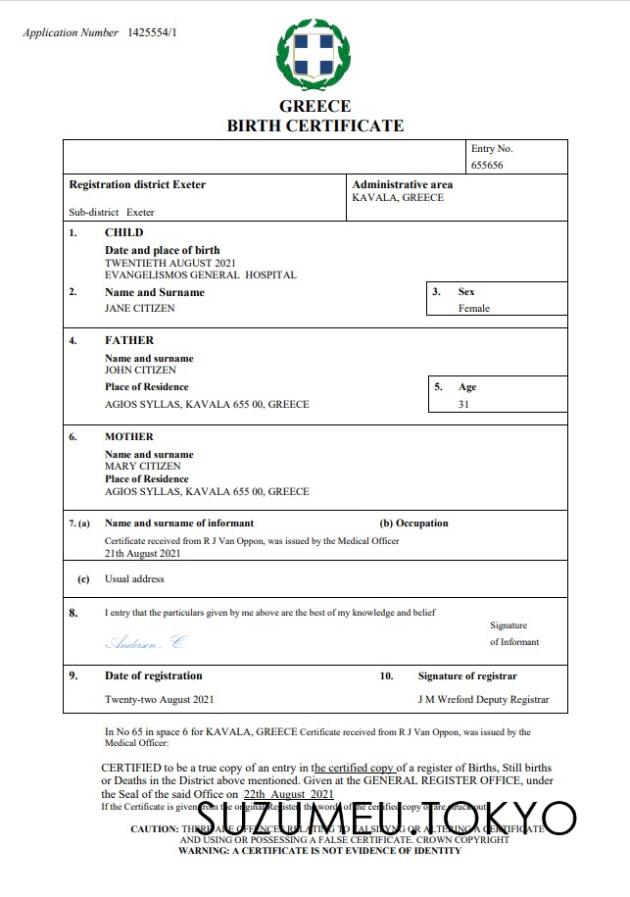 Application Number 1425554/1
GREECE
BIRTH CERTIFICATE
Entry No.
655656
Registration district Exeter
Sub-district Exeter
Administrative area
KAVALA, GREECE
1. CHILD
Date and place of birth
TWENTIETH AUGUST 2021
EVANGELISMOS GENERAL HOSPITAL
2. Name and Surname
JANE CITIZEN
3. Sex
Female
4. FATHER
Name and surname
JOHN CITIZEN
Place of Residence
AGIOS SYLLAS, KAVALA 655 00, GREECE
5. Age
31
6. MOTHER
Name and surname
MARY CITIZEN
Place of Residence
AGIOS SYLLAS, KAVALA 655 00, GREECE
7. (a) Name and surname of informant (b) Occupation
Certificate received from R J Van Oppon, was issued by the Medical Officer
21th August 2021
(c) Usual address
8. I entry that the particulars given by me above are the best of my knowledge and belief
Signature
of Informant
Anderson C.
9. Date of registration
Twenty-two August 2021
10. Signature of registrar
J M Wreford Deputy Registrar
In No 65 in space 6 for KAVALA, GREECE Certificate received from R J Van Oppon, was issued by the
Medical Officer:
CERTIFIED to be a true copy of an entry in the certified copy of a register of Births, Still births
or Deaths in the District above mentioned. Given at the GENERAL REGISTER OFFICE, under
the Seal of the said Office on 22th August 2021
If the Certificate is given from the original Register the words of the certified copy of are struck out
SUZUMEU.TOKYO
CAUTION: THERE ARE OFFENCES RELATING TO FALSIFYNG OR ALTERING A CERTIFICATE
AND USING OR POSSESSING A FALSE CERTIFICATE. CROWN COPYRIGHT
WARNING: A CERTIFICATE IS NOT EVIDENCE OF IDENTITY